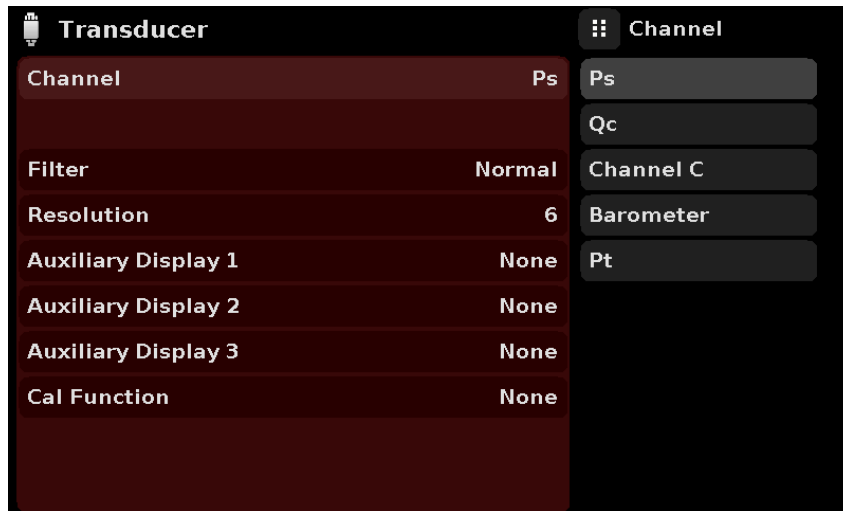 Transducer
Channel Ps
Filter Normal
Resolution 6
Auxiliary Display 1 None
Auxiliary Display 2 None
Auxiliary Display 3 None
Cal Function None
Channel
Ps
Qc
Channel C
Barometer
Pt